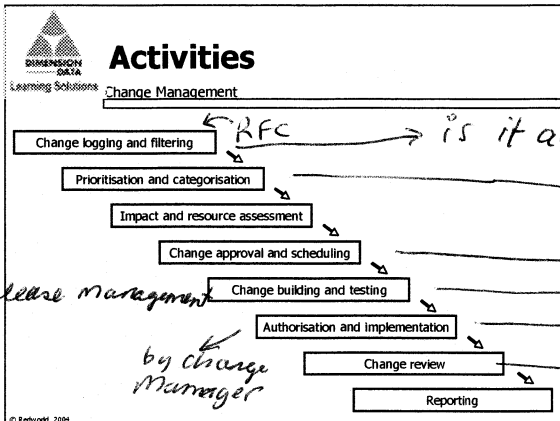 DIMENSION
DATA
Learning Solutions
Activities
Change Management
RFC
is it a
Change logging and filtering
Prioritisation and categorisation
Impact and resource assessment
Change approval and scheduling
lease management
Change building and testing
Authorisation and implementation
by change
Manager
Change review
Reporting
© Redworld, 2004